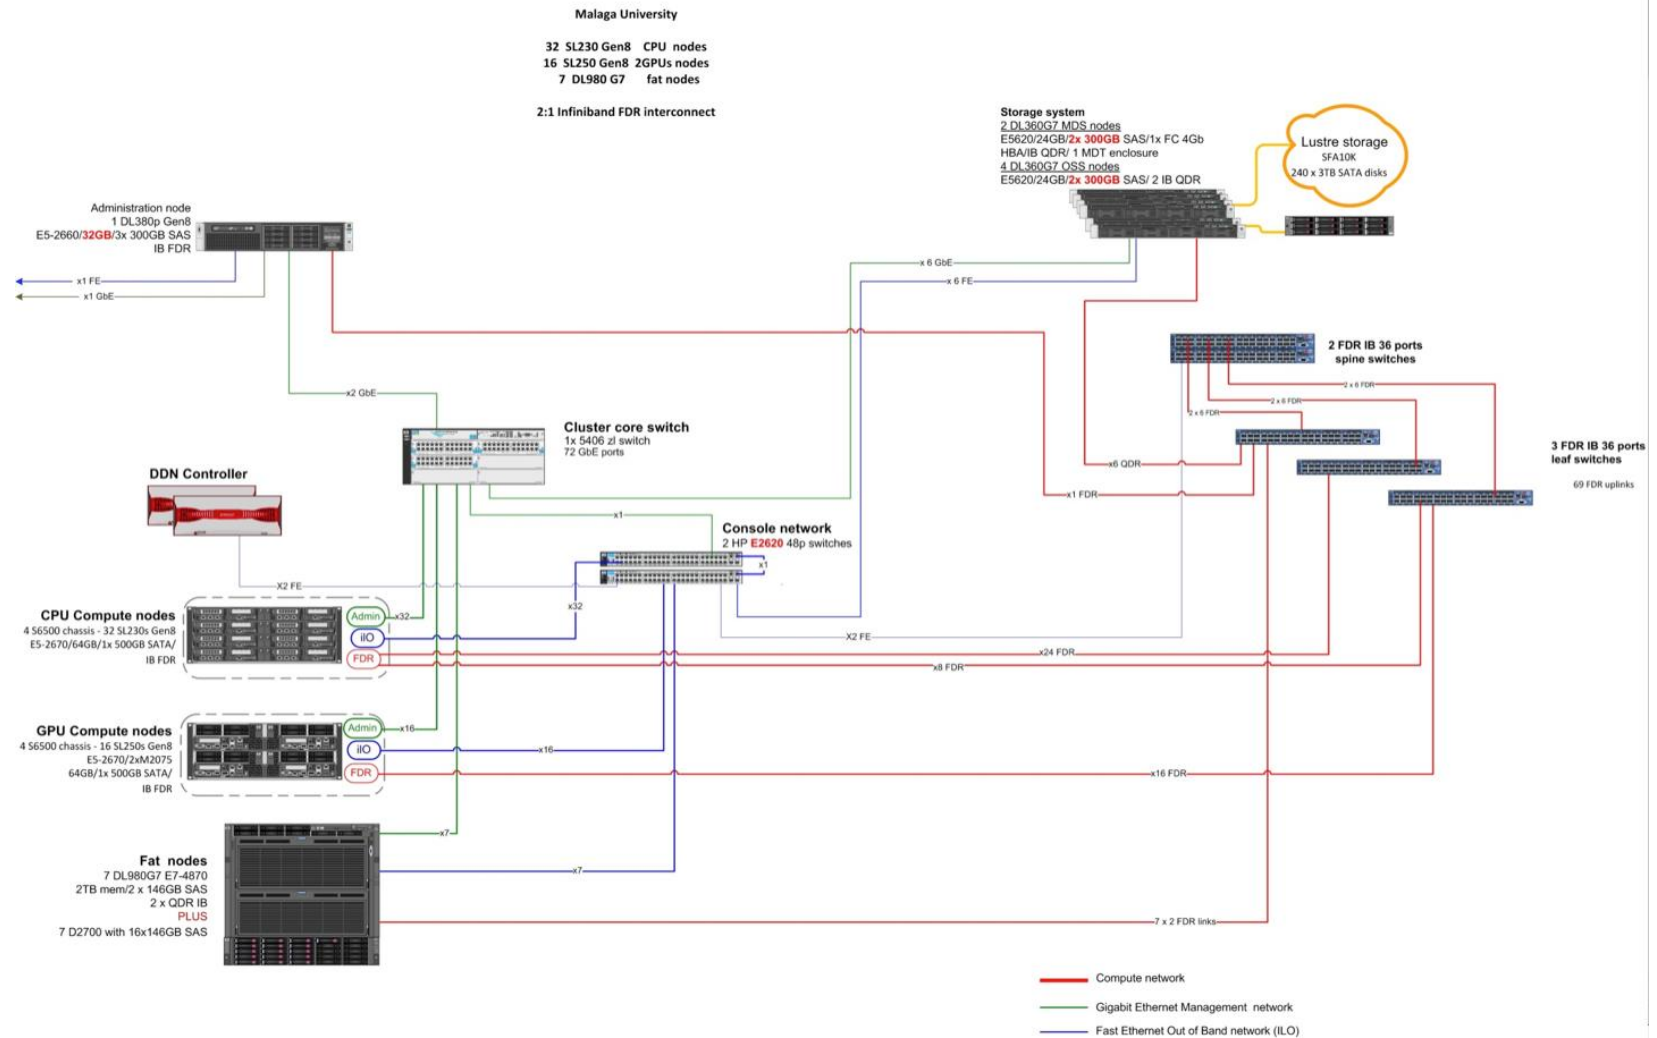 Malaga University
32 SL230 Gen8 CPU nodes
16 SL250 Gen8 2GPUs nodes
7 DL980 G7 fat nodes
2:1 Infiniband FDR interconnect
Storage system
2 DL360G7 MDS nodes
E5620/24GB/2x 300GB SAS/1x FC 4Gb
HBA/IB QDR/ 1 MDT enclosure
4 DL360G7 OSS nodes
E5620/24GB/2x 300GB SAS/ 2 IB QDR
Lustre storage
SFA10K
240 x 3TB SATA disks
Administration node
1 DL380p Gen8
E5-2660/32GB/3x 300GB SAS
IB FDR
x1 FE
x1 GbE
x 6 GbE
x 6 FE
2 FDR IB 36 ports
spine switches
2 x 6 FDR
2 x 6 FDR
2 x 6 FDR
x2 GbE
Cluster core switch
1x 5406 zl switch
72 GbE ports
3 FDR IB 36 ports
leaf switches
69 FDR uplinks
x6 QDR
x1 FDR
DDN Controller
x1
Console network
2 HP E2620 48p switches
x1
X2 FE
x32
CPU Compute nodes
4 S6500 chassis - 32 SL230s Gen8
E5-2670/64GB/1x 500GB SATA/
IB FDR
Admin
x32
iIO
FDR
X2 FE
x24 FDR
x8 FDR
GPU Compute nodes
4 S6500 chassis - 16 SL250s Gen8
E5-2670/2xM2075
64GB/1x 500GB SATA/
IB FDR
Admin
x16
iIO
x16
FDR
x16 FDR
x7
Fat nodes
7 DL980G7 E7-4870
2TB mem/2 x 146GB SAS
2 x QDR IB
PLUS
7 D2700 with 16x146GB SAS
x7
7 x 2 FDR links
Compute network
Gigabit Ethernet Management network
Fast Ethernet Out of Band network (ILO)